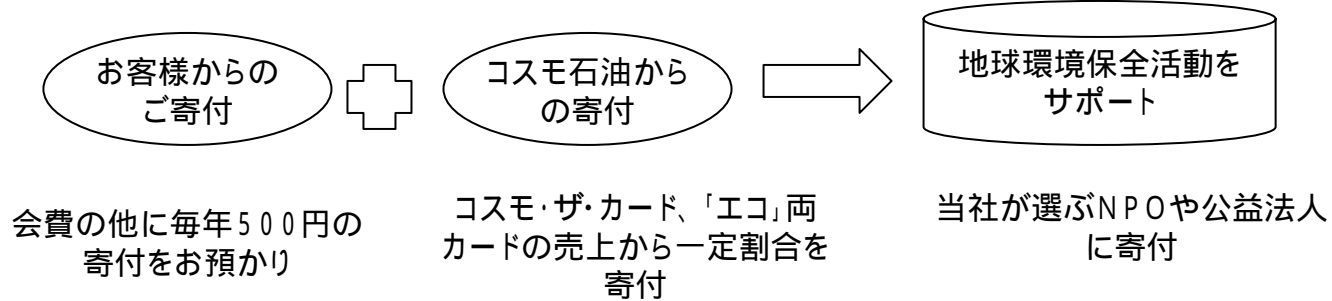 お客様からの
ご寄付
コスモ石油から
の寄付
地球環境保全活動を
サポート
会費の他に毎年500円の
寄付をお預かり
コスモ・ザ・カード、「エコ」両
カードの売上から一定割合を
寄付
当社が選ぶNPOや公益法人
に寄付